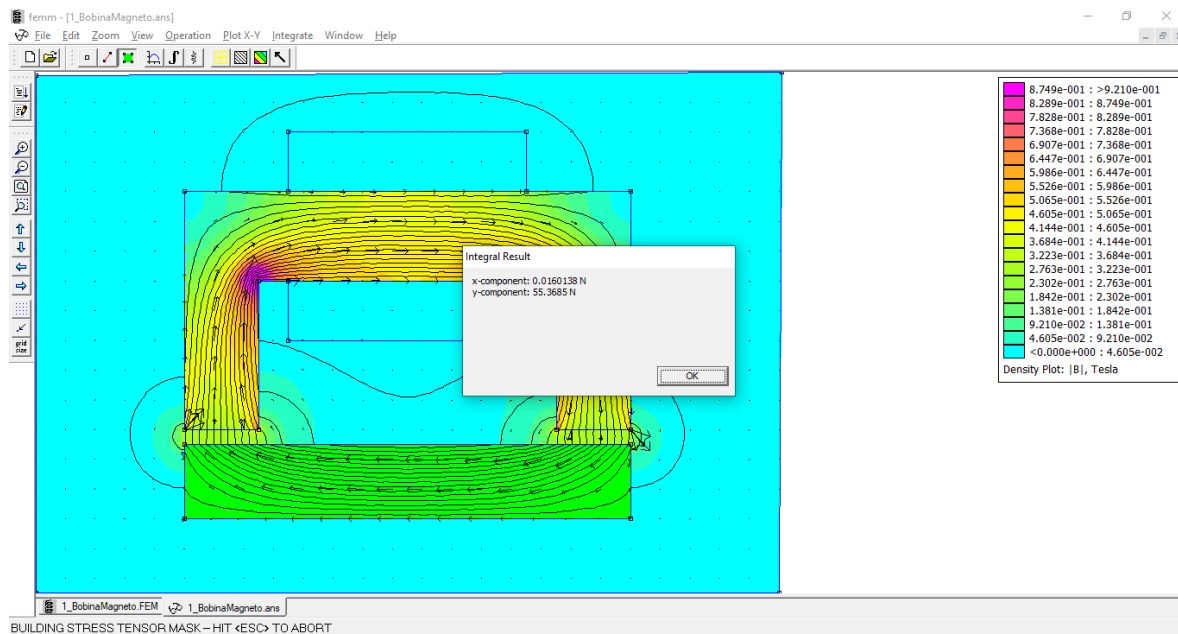 femm - [1_BobinaMagneto.ans]
File Edit Zoom View Operation Plot X-Y Integrate Window Help
grid
size
Integral Result
x-component: 0.0160138 N
y-component: 55.3685 N
OK
8.749e-001 : >9.210e-001
8.289e-001 : 8.749e-001
7.828e-001 : 8.289e-001
7.368e-001 : 7.828e-001
6.907e-001 : 7.368e-001
6.447e-001 : 6.907e-001
5.986e-001 : 6.447e-001
5.526e-001 : 5.986e-001
5.065e-001 : 5.526e-001
4.605e-001 : 5.065e-001
4.144e-001 : 4.605e-001
3.684e-001 : 4.144e-001
3.223e-001 : 3.684e-001
2.763e-001 : 3.223e-001
2.302e-001 : 2.763e-001
1.842e-001 : 2.302e-001
1.381e-001 : 1.842e-001
9.210e-002 : 1.381e-001
4.605e-002 : 9.210e-002
<0.000e+000 : 4.605e-002
Density Plot: |B|, Tesla
1_BobinaMagneto.FEM 1_BobinaMagneto.ans
BUILDING STRESS TENSOR MASK -- HIT <ESC> TO ABORT